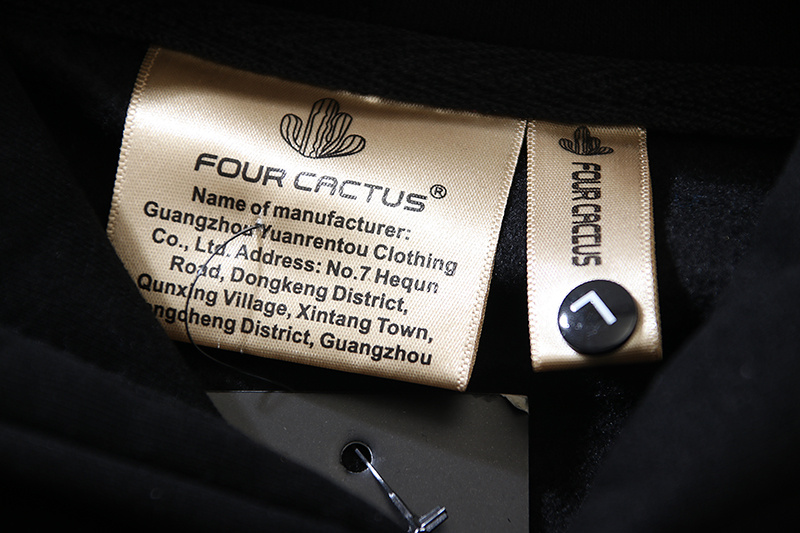 FOUR CACTUS®
Name of manufacturer:
Guangzhou Yuanrentou Clothing
Co., Ltd. Address: No.7 Hequn
Road, Dongkeng District,
Qunxing Village, Xintang Town,
ngcheng District, Guangzhou
FOUR CACTUS
L